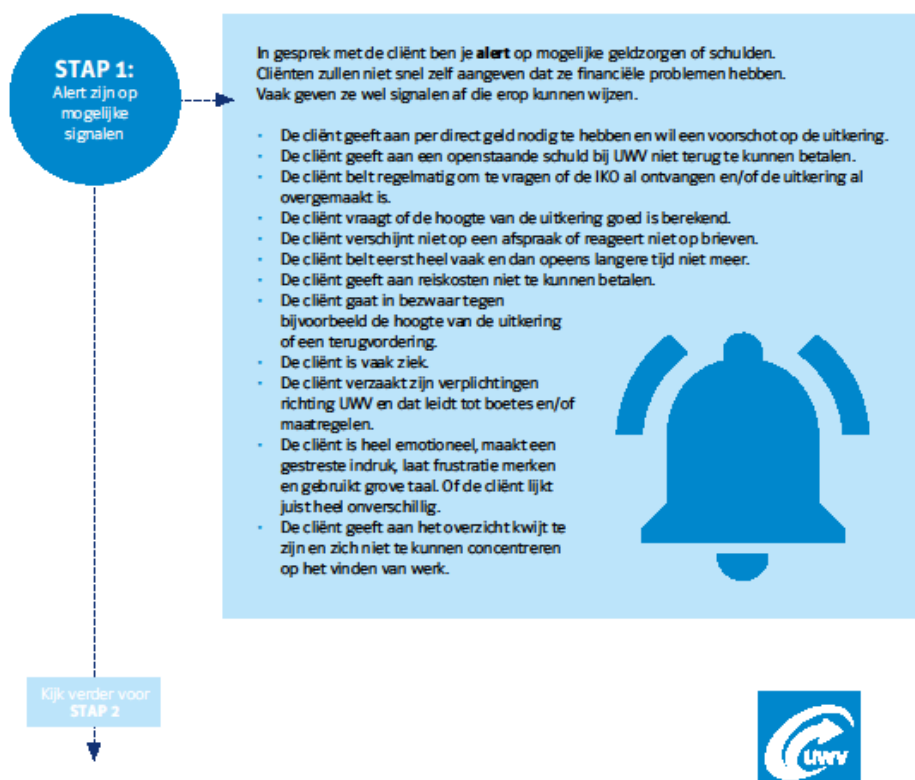 STAP 1:
Alert zijn op
mogelijke
signalen
In gesprek met de cliënt ben je alert op mogelijke geldzorgen of schulden.
Cliënten zullen niet snel zelf aangeven dat ze financiële problemen hebben.
Vaak geven ze wel signalen af die erop kunnen wijzen.
• De cliënt geeft aan per direct geld nodig te hebben en wil een voorschot op de uitkering.
• De cliënt geeft aan een openstaande schuld bij UWV niet terug te kunnen betalen.
• De cliënt belt regelmatig om te vragen of de IKO al ontvangen en/of de uitkering al
overgemaakt is.
• De cliënt vraagt of de hoogte van de uitkering goed is berekend.
• De cliënt verschijnt niet op een afspraak of reageert niet op brieven.
• De cliënt belt eerst heel vaak en dan opeens langere tijd niet meer.
• De cliënt geeft aan reiskosten niet te kunnen betalen.
• De cliënt gaat in bezwaar tegen
bijvoorbeeld de hoogte van de uitkering
of een terugvordering.
• De cliënt is vaak ziek.
• De cliënt verzaakt zijn verplichtingen
richting UWV en dat leidt tot boetes en/of
maatregelen.
• De cliënt is heel emotioneel, maakt een
gestreste indruk, laat frustratie merken
en gebruikt grove taal. Of de cliënt lijkt
juist heel onverschillig.
• De cliënt geeft aan het overzicht kwijt te
zijn en zich niet te kunnen concentreren
op het vinden van werk.
Kijk verder voor
STAP 2
UWV